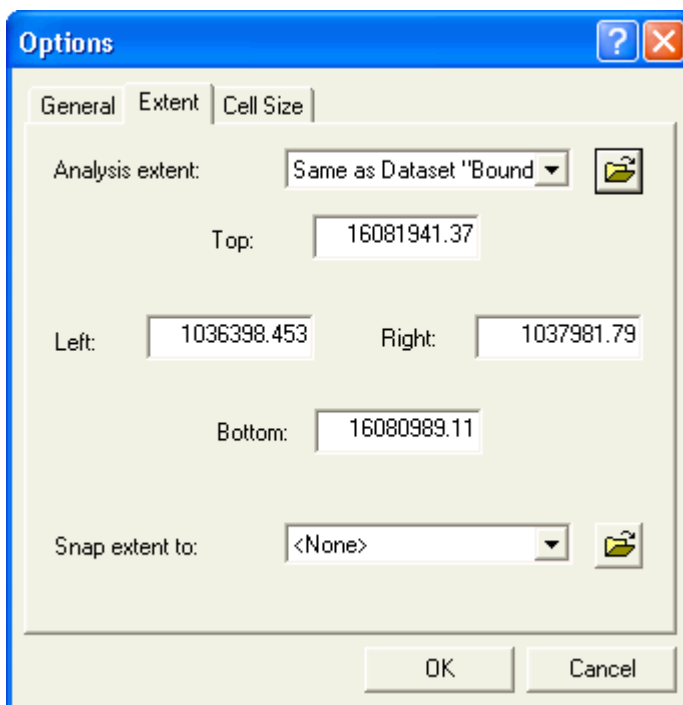 Options
General Extent Cell Size
Analysis extent: Same as Dataset "Bound
Top: 16081941.37
Left: 1036398.453 Right: 1037981.79
Bottom: 16080989.11
Snap extent to: <None>
OK Cancel